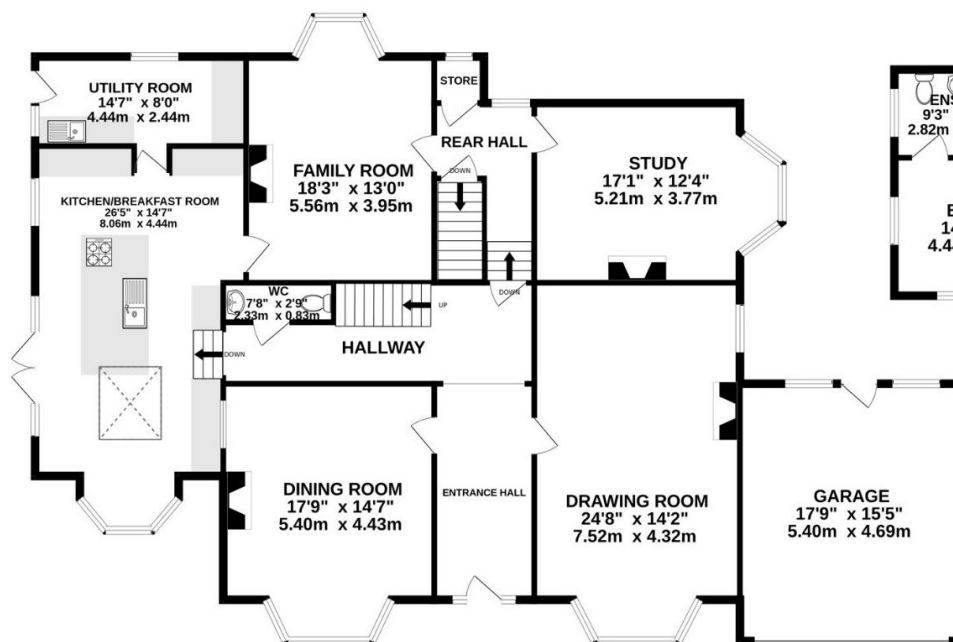 UTILITY ROOM
14'7" x 8'0"
4.44m x 2.44m
STORE
REAR HALL
DOWN
FAMILY ROOM
18'3" x 13'0"
5.56m x 3.95m
STUDY
17'1" x 12'4"
5.21m x 3.77m
KITCHEN/BREAKFAST ROOM
26'5" x 14'7"
8.06m x 4.44m
WC
7'8" x 2'9"
2.33m x 0.83m
UP
DOWN
HALLWAY
DOWN
DINING ROOM
17'9" x 14'7"
5.40m x 4.43m
ENTRANCE HALL
DRAWING ROOM
24'8" x 14'2"
7.52m x 4.32m
GARAGE
17'9" x 15'5"
5.40m x 4.69m
ENS
9'3"
2.82m
14
4.4